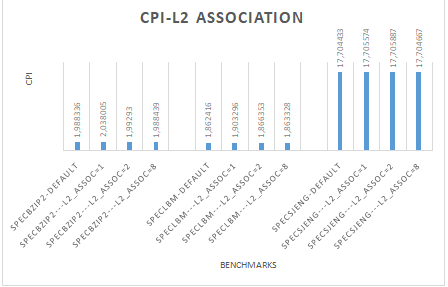 CPI-L2 ASSOCIATION
CPI
1,988336
2,038005
1,992933
1,988439
1,862416
1,903296
1,866353
1,863328
17,704433
17,705574
17,705887
17,704667
SPECBZIP2-DEFAULT
SPECBZIP2---L2_ASSOC=1
SPECBZIP2---L2_ASSOC=2
SPECBZIP2---L2_ASSOC=8
SPECLBM-DEFAULT
SPECLBM---L2_ASSOC=1
SPECLBM---L2_ASSOC=2
SPECLBM---L2_ASSOC=8
SPECSJENG-DEFAULT
SPECSJENG---L2_ASSOC=1
SPECSJENG---L2_ASSOC=2
SPECSJENG---L2_ASSOC=8
BENCHMARKS